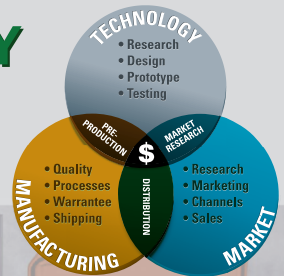 Y
TECHNOLOGY
• Research
• Design
• Prototype
• Testing
PRE-
PRODUCTION
MARKET
RESEARCH
$
DISTRIBUTION
• Quality
• Processes
• Warrantee
• Shipping
MANUFACTURING
• Research
• Marketing
• Channels
• Sales
MARKET